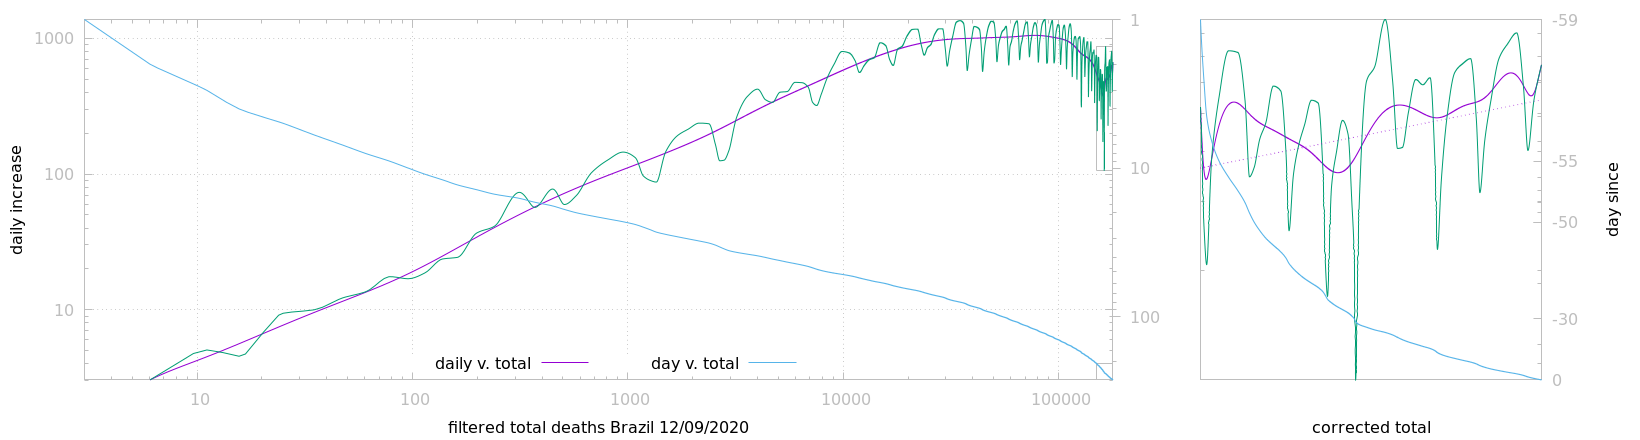 daily increase
1000
100
10
daily v. total
day v. total
10
100
1000
10000
100000
filtered total deaths Brazil 12/09/2020
1
10
100
-59
-55
-50
-30
0
day since
corrected total